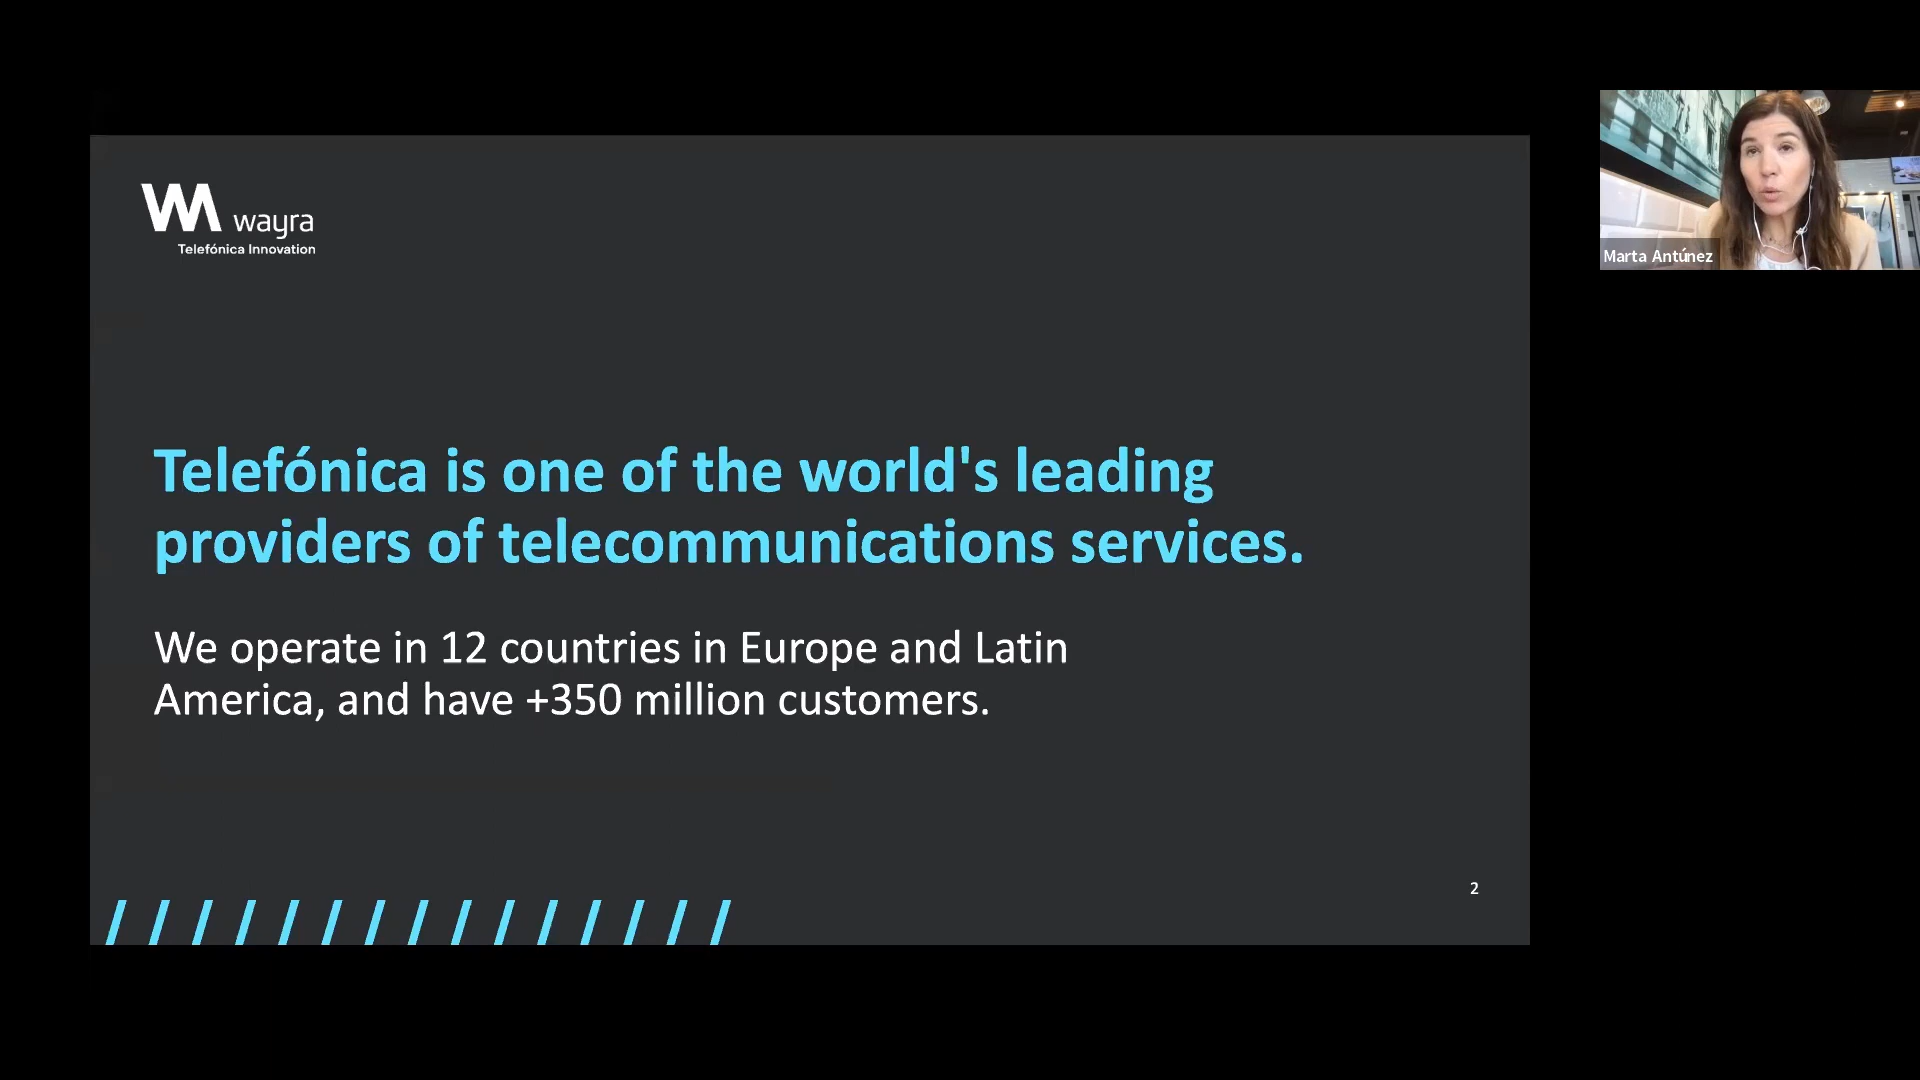 WA wayra
Telefónica Innovation
Marta Antúnez
Telefónica is one of the world's leading
providers of telecommunications services.
We operate in 12 countries in Europe and Latin
America, and have +350 million customers.
2